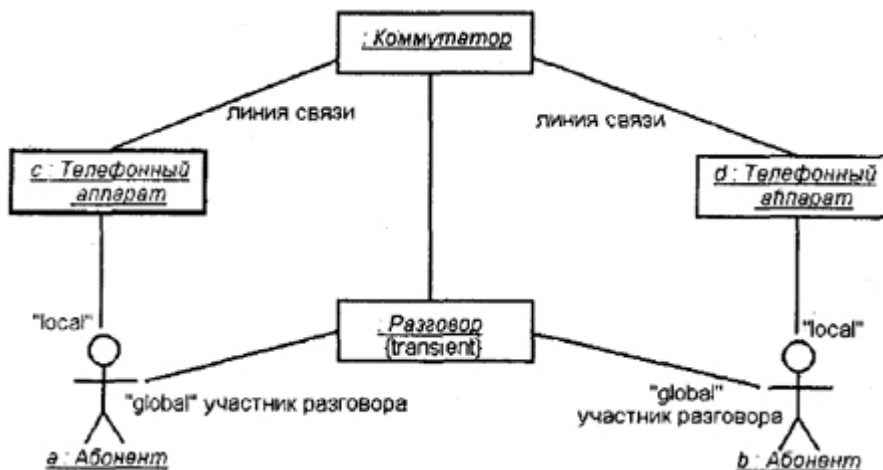 : Коммутатор
линия связи
линия связи
с : Телефонный
аппарат
d : Телефонный
аппарат
"local"
"local"
: Разговор
{transient}
"global" участник разговора
"global"
участник разговора
a : Абонент
b : Абонент